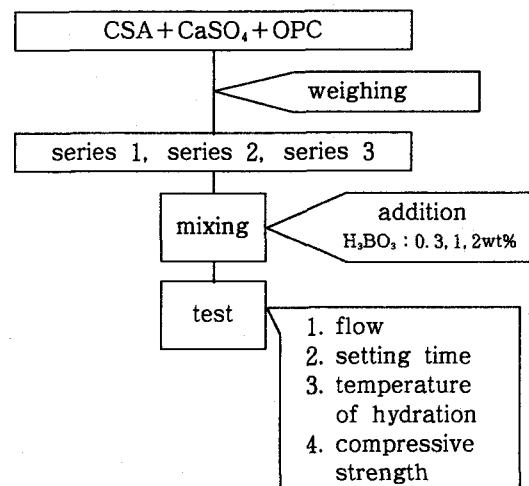 CSA+CaSO₄+OPC
weighing
series 1, series 2, series 3
mixing
addition
H₃BO₃ : 0.3, 1, 2wt%
test
1. flow
2. setting time
3. temperature
of hydration
4. compressive
strength